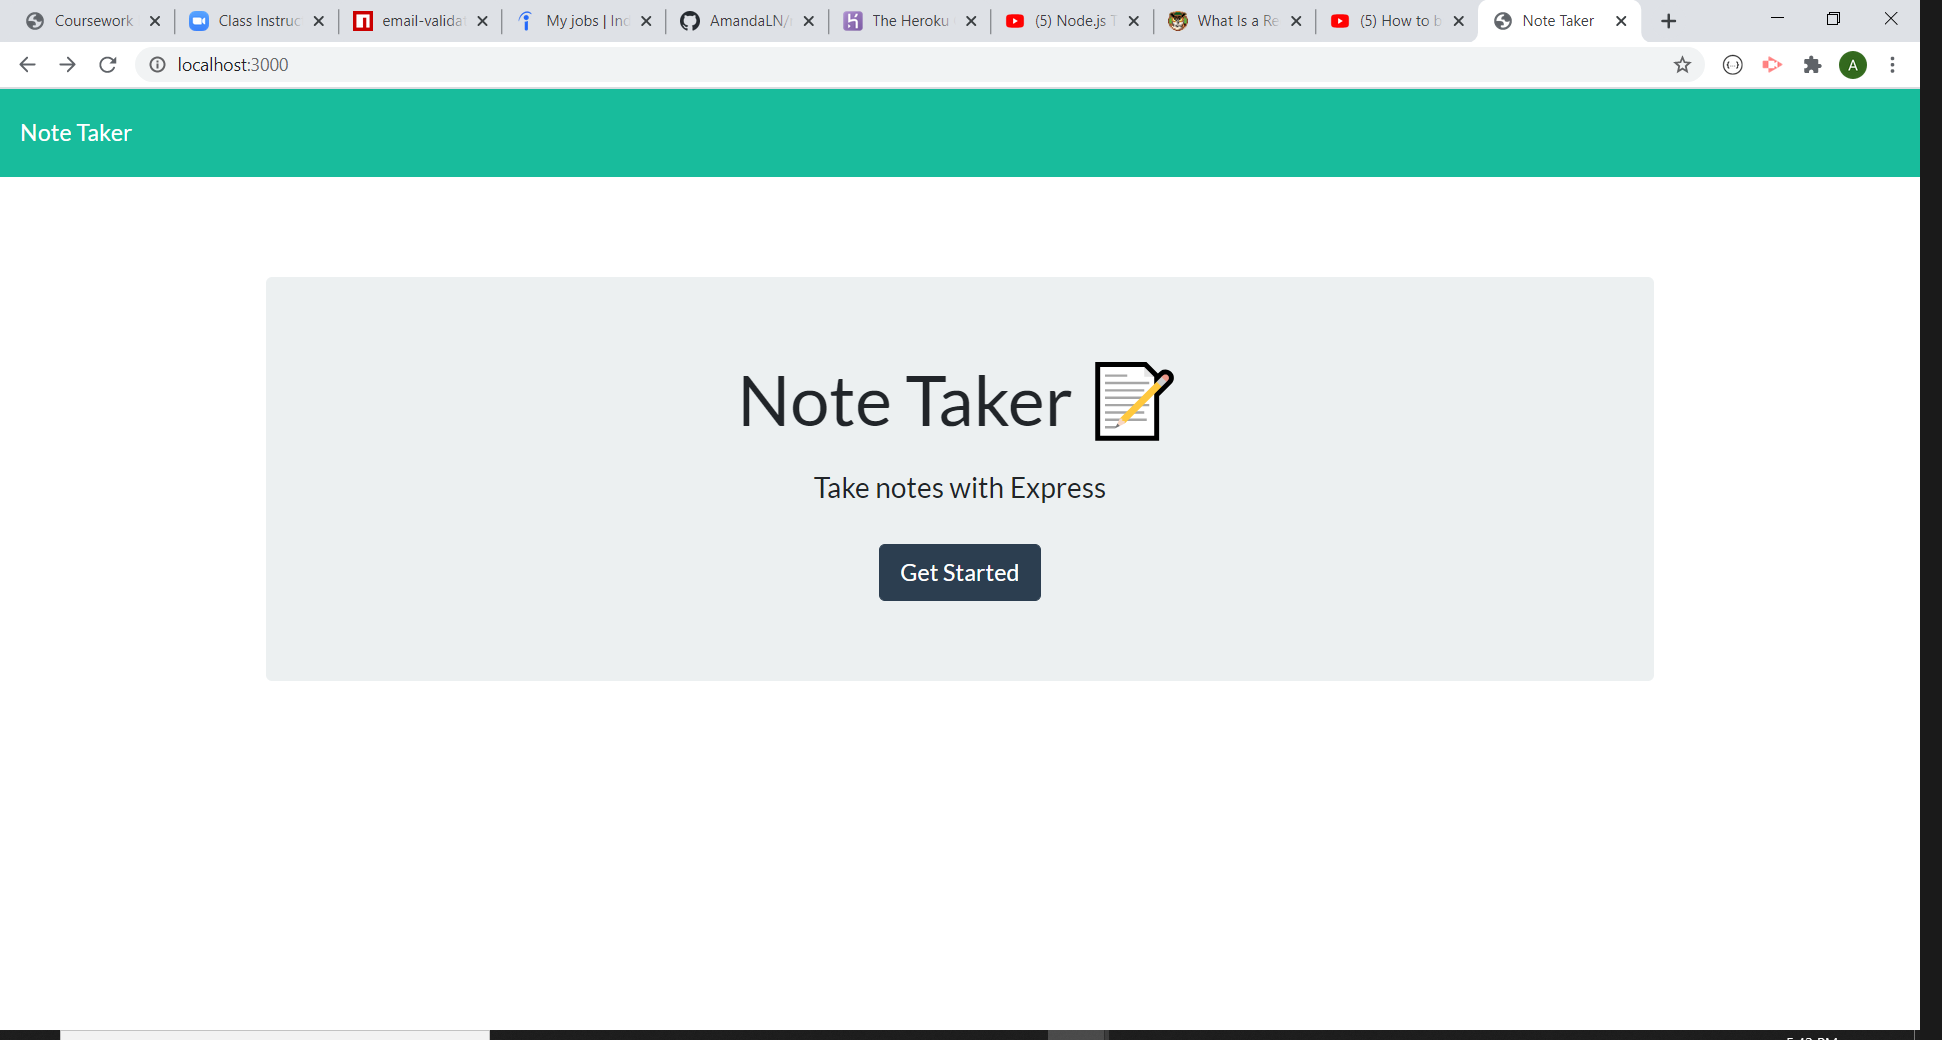 Coursework
Class Instruc
email-valida
My jobs | In
AmandaLN/
The Heroku
(5) Node.js T
What Is a Re
(5) How to b
Note Taker
localhost:3000
A
Note Taker
Note Taker
Take notes with Express
Get Started